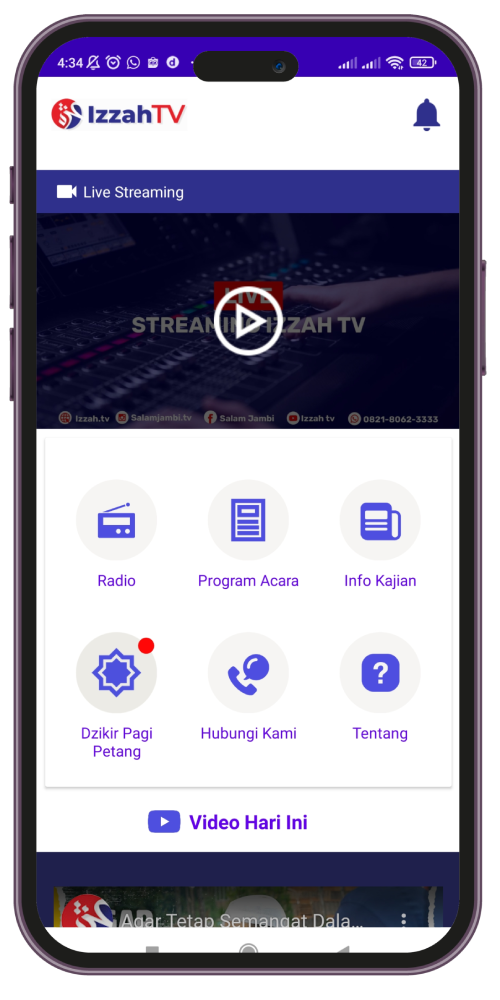 4:34
42
IzzahTV
Live Streaming
LIVE
STREAMING IZZAH TV
Izzah.tv Salamjambi.tv Salam Jambi Izzah tv 0821-8062-3333
Radio Program Acara Info Kajian
Dzikir Pagi Hubungi Kami Tentang
Petang
?
Video Hari Ini
Agar Tetap Semangat Dala...